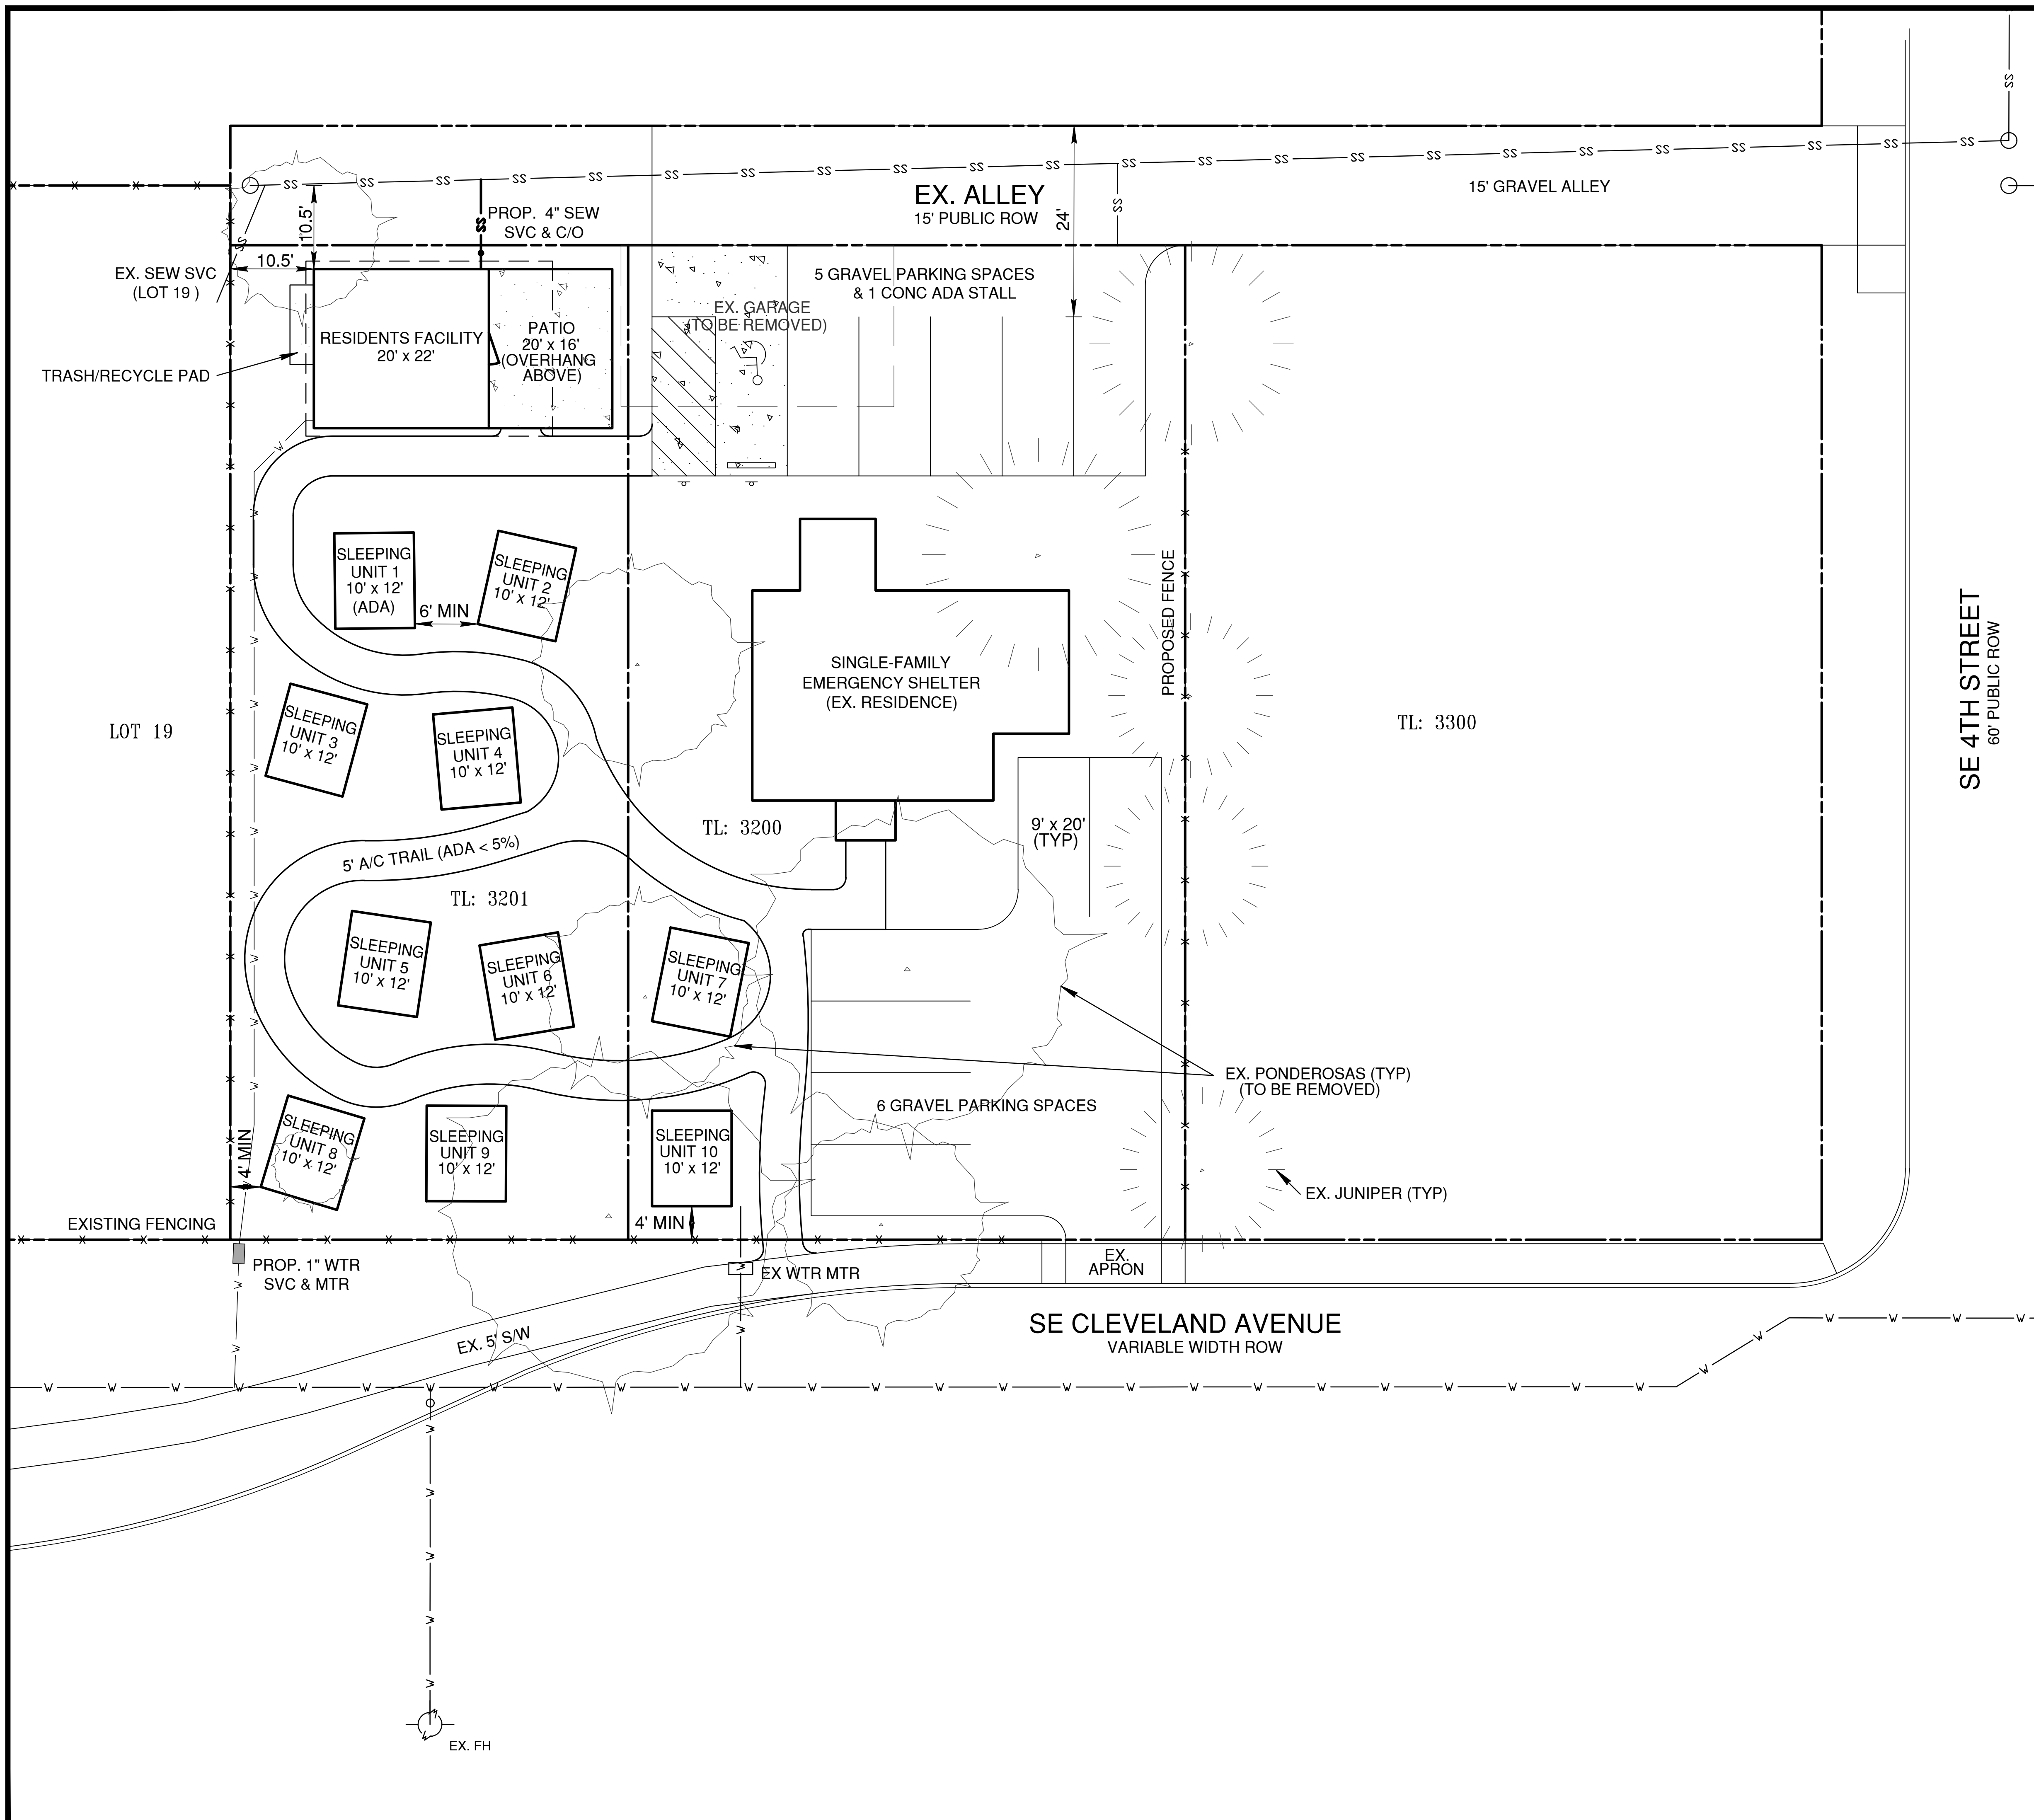 EX. ALLEY
15' PUBLIC ROW
15' GRAVEL ALLEY
24'
10.5'
10.5'
PROP. 4" SEW
SVC & C/O
EX. SEW SVC
(LOT 19 )
TRASH/RECYCLE PAD
RESIDENTS FACILITY
20' x 22'
PATIO
20' x 16'
(OVERHANG
ABOVE)
5 GRAVEL PARKING SPACES
& 1 CONC ADA STALL
EX. GARAGE
(TO BE REMOVED)
SLEEPING
UNIT 1
10' x 12'
(ADA)
6' MIN
SLEEPING
UNIT 2
10' x 12'
SLEEPING
UNIT 3
10' x 12'
SLEEPING
UNIT 4
10' x 12'
SINGLE-FAMILY
EMERGENCY SHELTER
(EX. RESIDENCE)
PROPOSED FENCE
LOT 19
TL: 3300
SE 4TH STREET
60' PUBLIC ROW
TL: 3200
9' x 20'
(TYP)
5' A/C TRAIL (ADA < 5%)
TL: 3201
SLEEPING
UNIT 5
10' x 12'
SLEEPING
UNIT 6
10' x 12'
SLEEPING
UNIT 7
10' x 12'
EX. PONDEROSAS (TYP)
(TO BE REMOVED)
6 GRAVEL PARKING SPACES
SLEEPING
UNIT 8
10' x 12'
4' MIN
SLEEPING
UNIT 9
10' x 12'
SLEEPING
UNIT 10
10' x 12'
4' MIN
EX. JUNIPER (TYP)
EXISTING FENCING
PROP. 1" WTR
SVC & MTR
EX WTR MTR
EX.
APRON
EX. 5' S/W
SE CLEVELAND AVENUE
VARIABLE WIDTH ROW
EX. FH